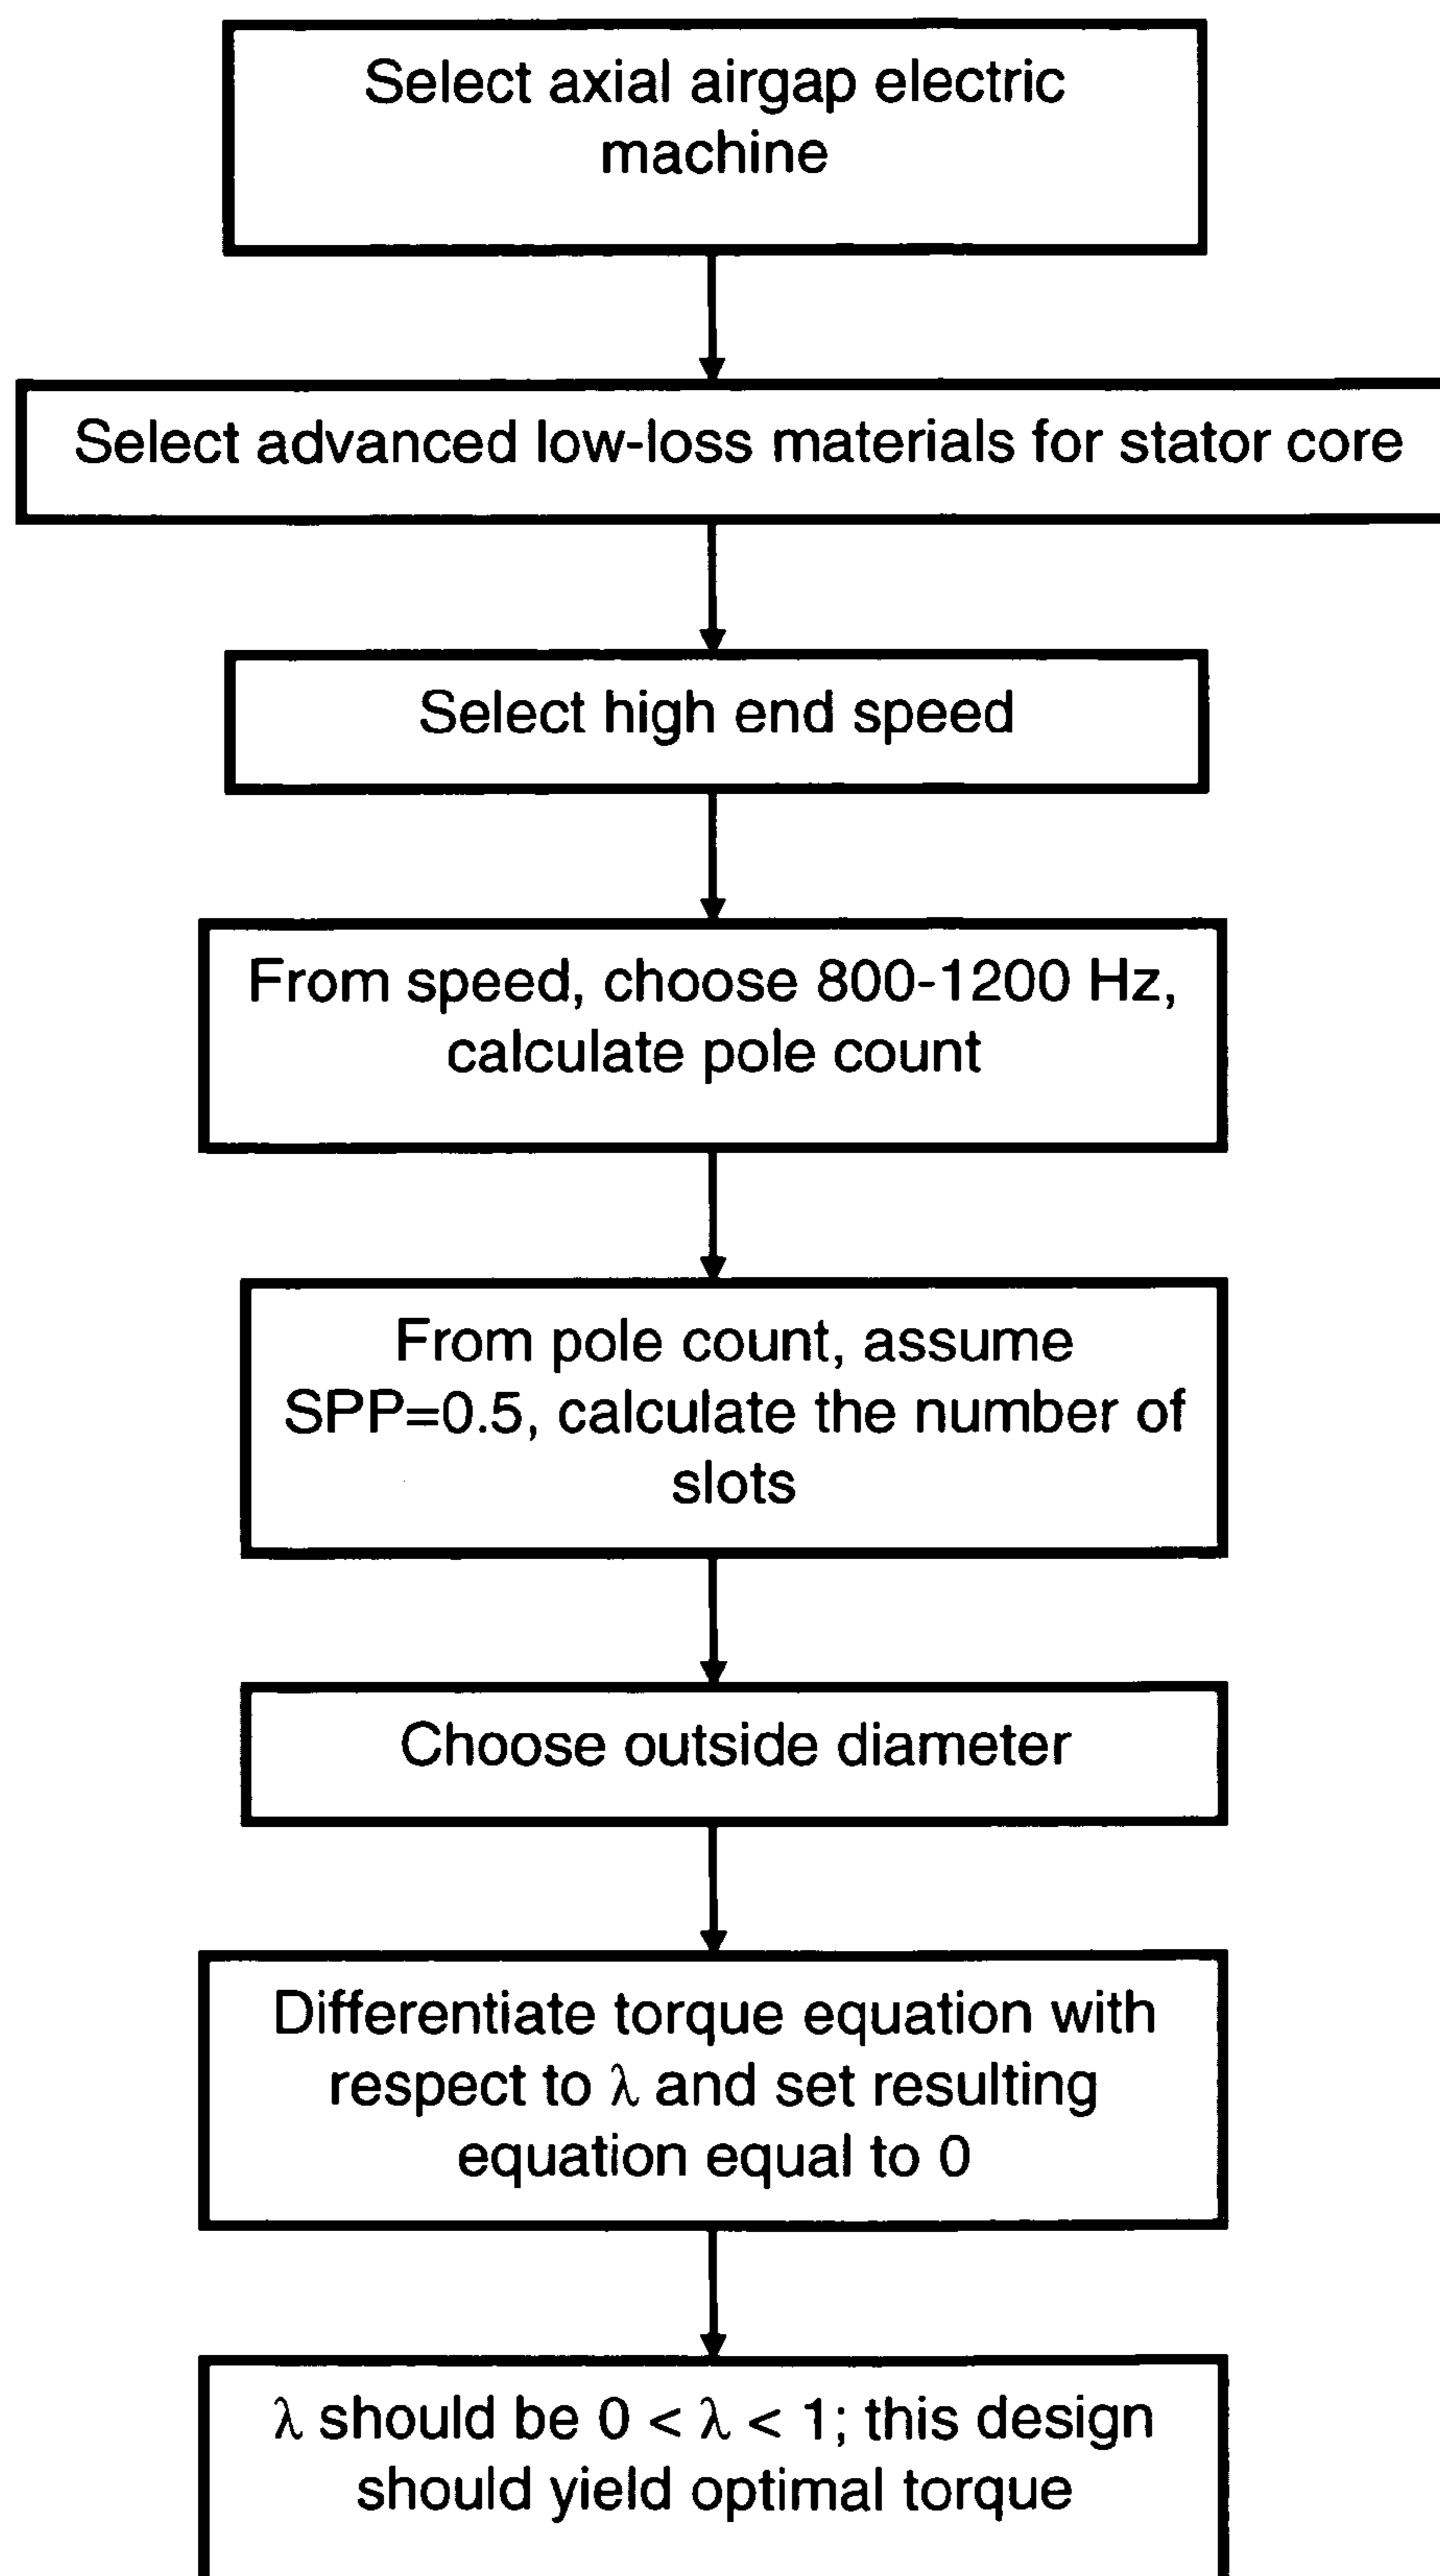 Select axial airgap electric
machine
Select advanced low-loss materials for stator core
Select high end speed
From speed, choose 800-1200 Hz,
calculate pole count
From pole count, assume
SPP=0.5, calculate the number of
slots
Choose outside diameter
Differentiate torque equation with
respect to λ and set resulting
equation equal to 0
λ should be 0 < λ < 1; this design
should yield optimal torque